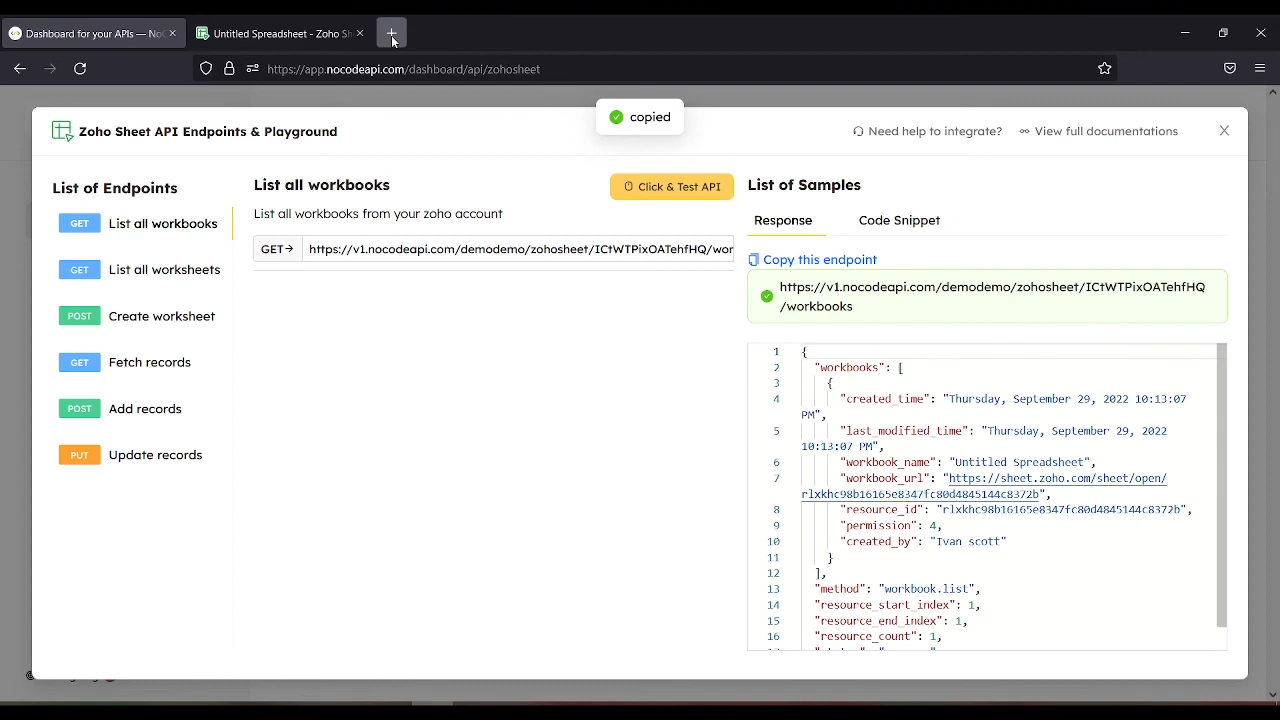 Dashboard for your APIs — NoC
Untitled Spreadsheet - Zoho Sh
https://app.nocodeapi.com/dashboard/api/zohosheet
copied
Zoho Sheet API Endpoints & Playground
Need help to integrate?
View full documentations
List of Endpoints
GET List all workbooks
GET List all worksheets
POST Create worksheet
GET Fetch records
POST Add records
PUT Update records
List all workbooks
Click & Test API
List all workbooks from your zoho account
GET→ https://v1.nocodeapi.com/demodemo/zohosheet/ICtWTPixOATehfHQ/wor
List of Samples
Response
Code Snippet
Copy this endpoint
https://v1.nocodeapi.com/demodemo/zohosheet/ICtWTPixOATehfHQ
/workbooks
1 {
2 "workbooks": [
3 {
4 "created_time": "Thursday, September 29, 2022 10:13:07
PM",
5 "last_modified_time": "Thursday, September 29, 2022
10:13:07 PM",
6 "workbook_name": "Untitled Spreadsheet",
7 "workbook_url": "https://sheet.zoho.com/sheet/open/
rlxkhc98b16165e8347fc80d4845144c8372b",
8 "resource_id": "rlxkhc98b16165e8347fc80d4845144c8372b",
9 "permission": 4,
10 "created_by": "Ivan scott"
11 }
12 ],
13 "method": "workbook.list",
14 "resource_start_index": 1,
15 "resource_end_index": 1,
16 "resource_count": 1,